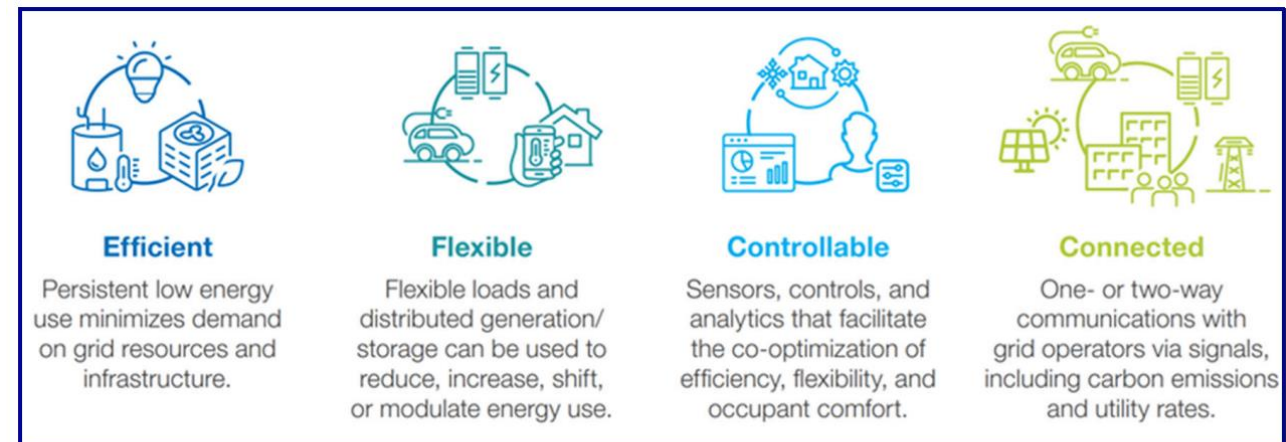 Efficient
Persistent low energy
use minimizes demand
on grid resources and
infrastructure.
Flexible
Flexible loads and
distributed generation/
storage can be used to
reduce, increase, shift,
or modulate energy use.
Controllable
Sensors, controls, and
analytics that facilitate
the co-optimization of
efficiency, flexibility, and
occupant comfort.
Connected
One- or two-way
communications with
grid operators via signals,
including carbon emissions
and utility rates.